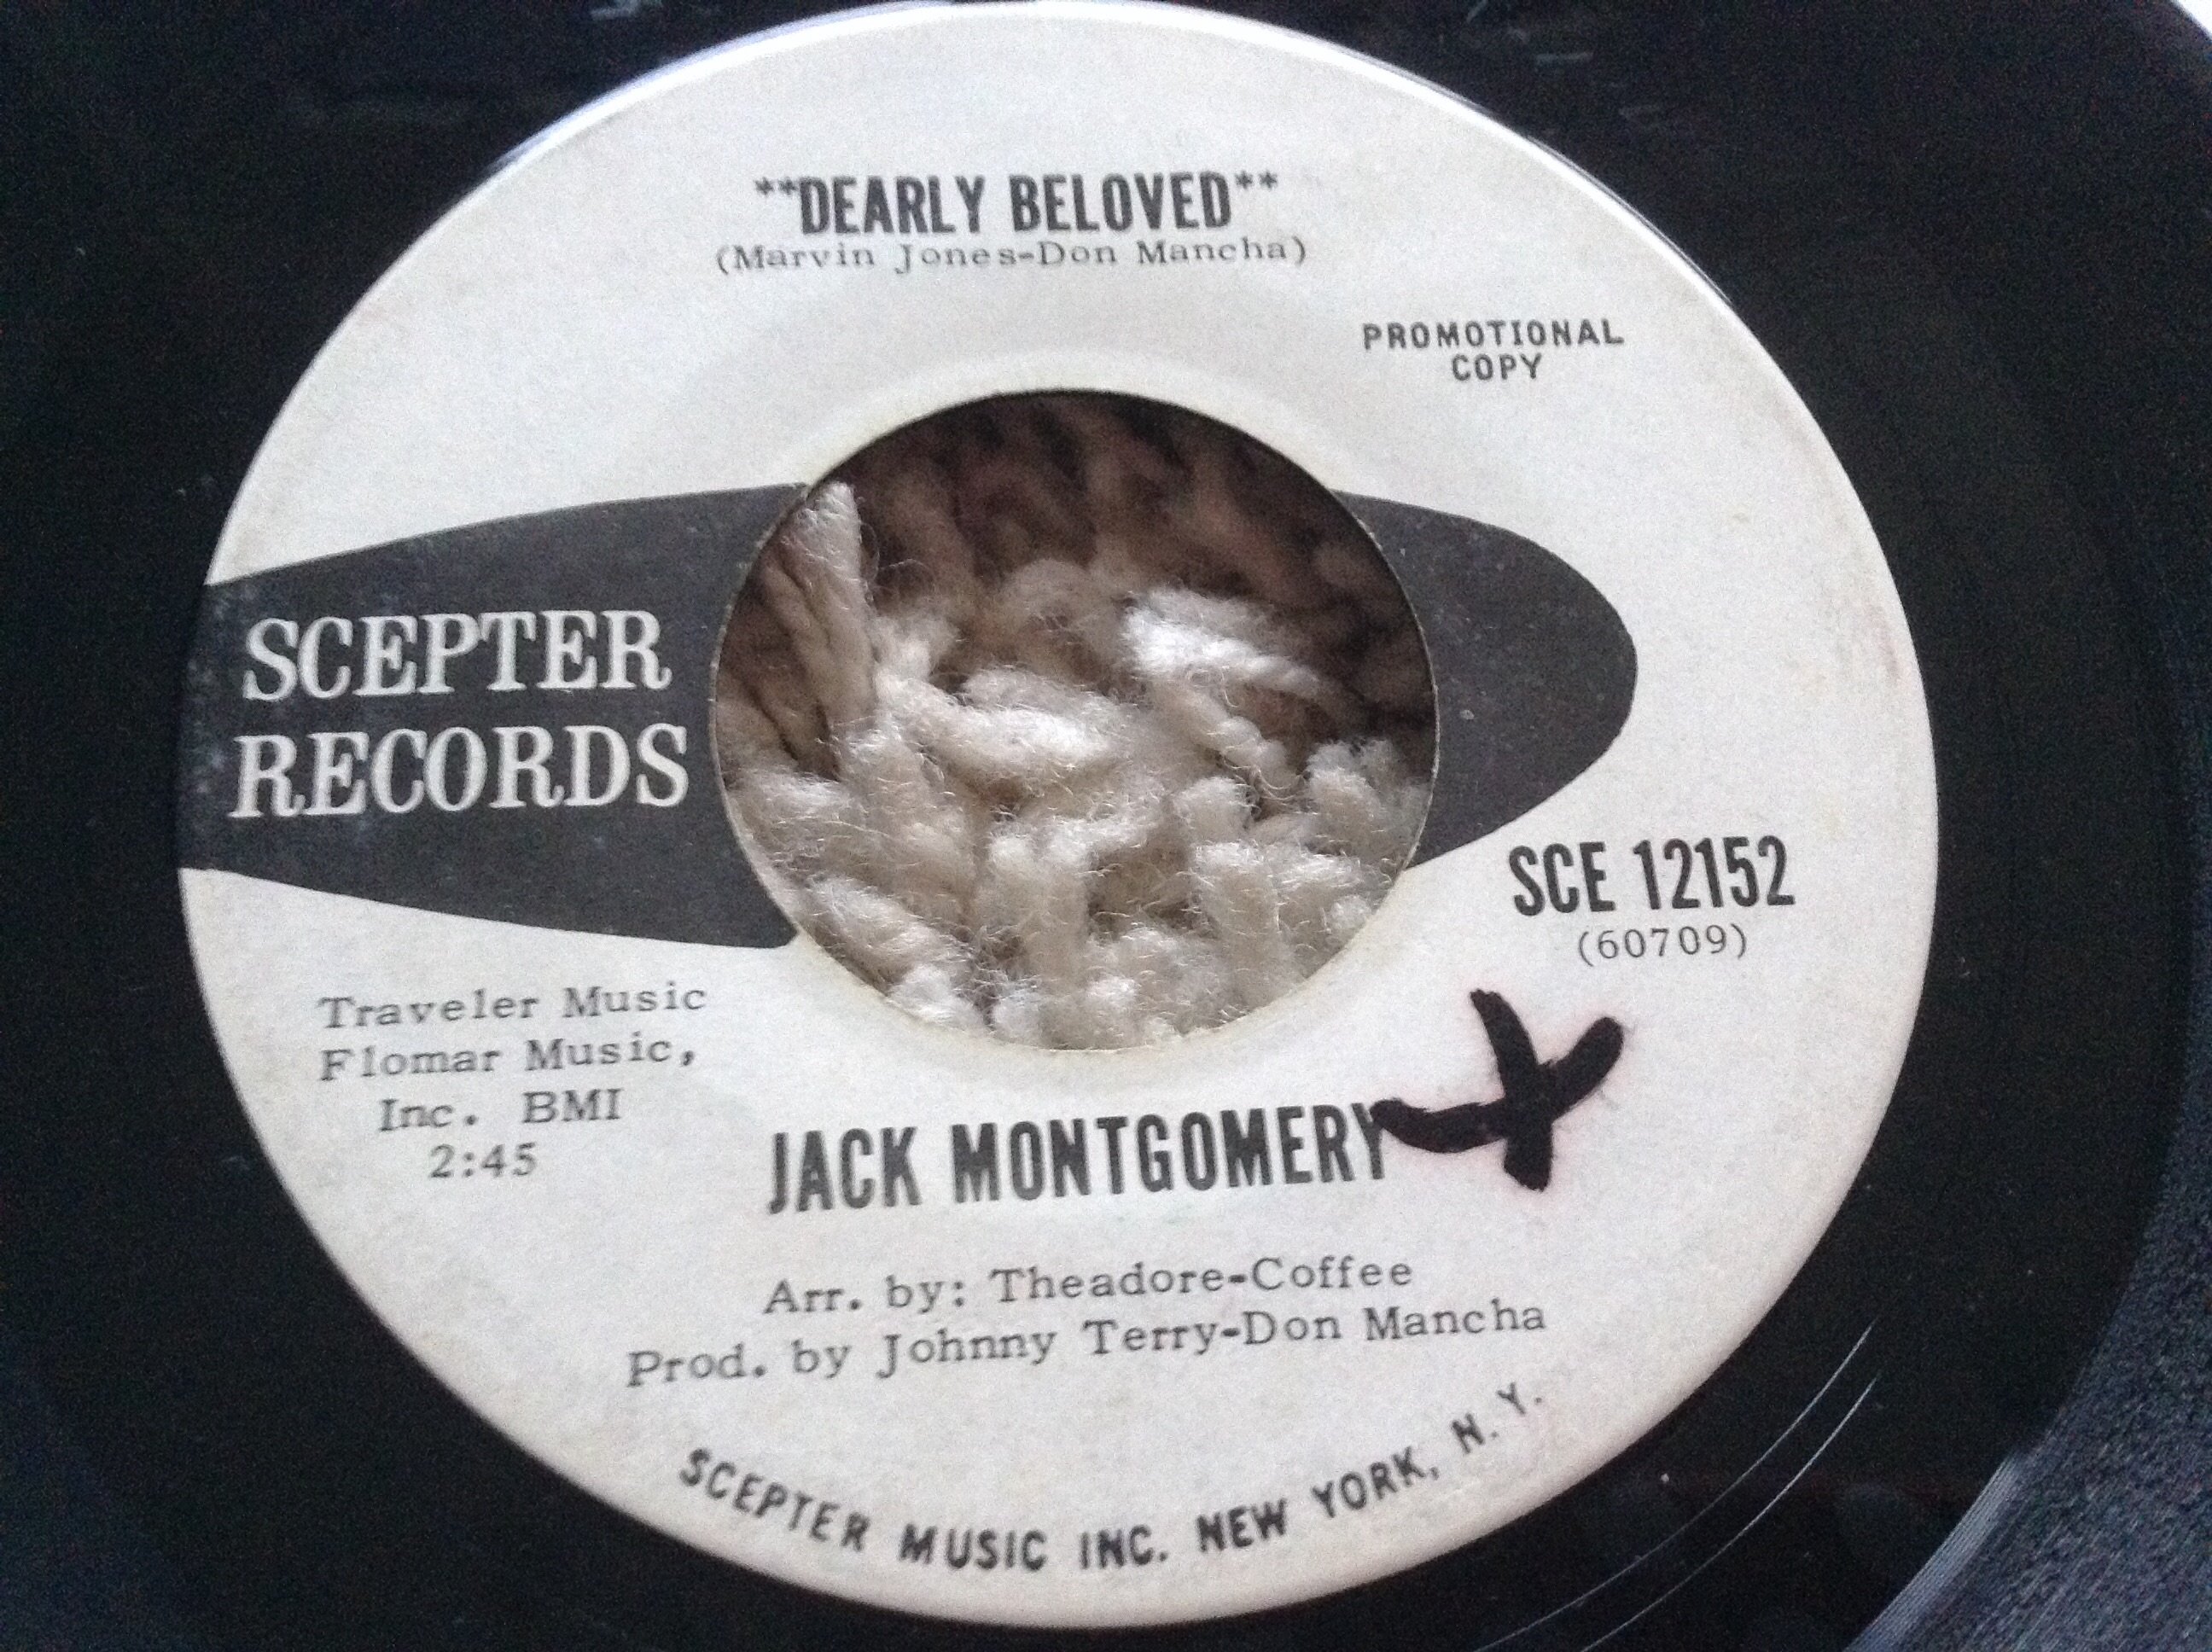 **DEARLY BELOVED**
(Marvin Jones-Don Mancha)
PROMOTIONAL
COPY
SCEPTER
RECORDS
SCE 12152
(60709)
Traveler Music
Flomar Music,
Inc. BMI
2:45
JACK MONTGOMERY
Arr. by: Theadore-Coffee
Prod. by Johnny Terry-Don Mancha
SCEPTER MUSIC INC. NEW YORK, N. Y.